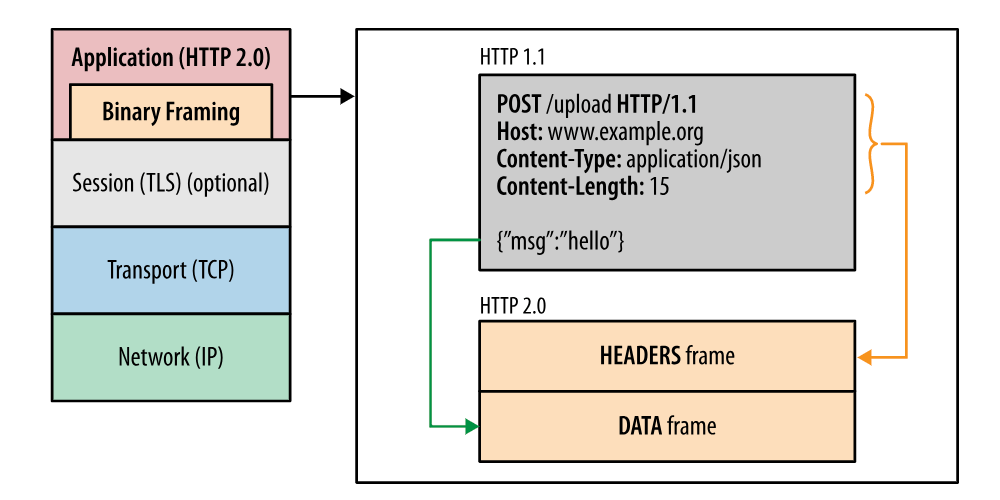 Application (HTTP 2.0)
Binary Framing
Session (TLS) (optional)
Transport (TCP)
Network (IP)
HTTP 1.1
POST /upload HTTP/1.1
Host: www.example.org
Content-Type: application/json
Content-Length: 15
{”msg”:”hello”}
HTTP 2.0
HEADERS frame
DATA frame